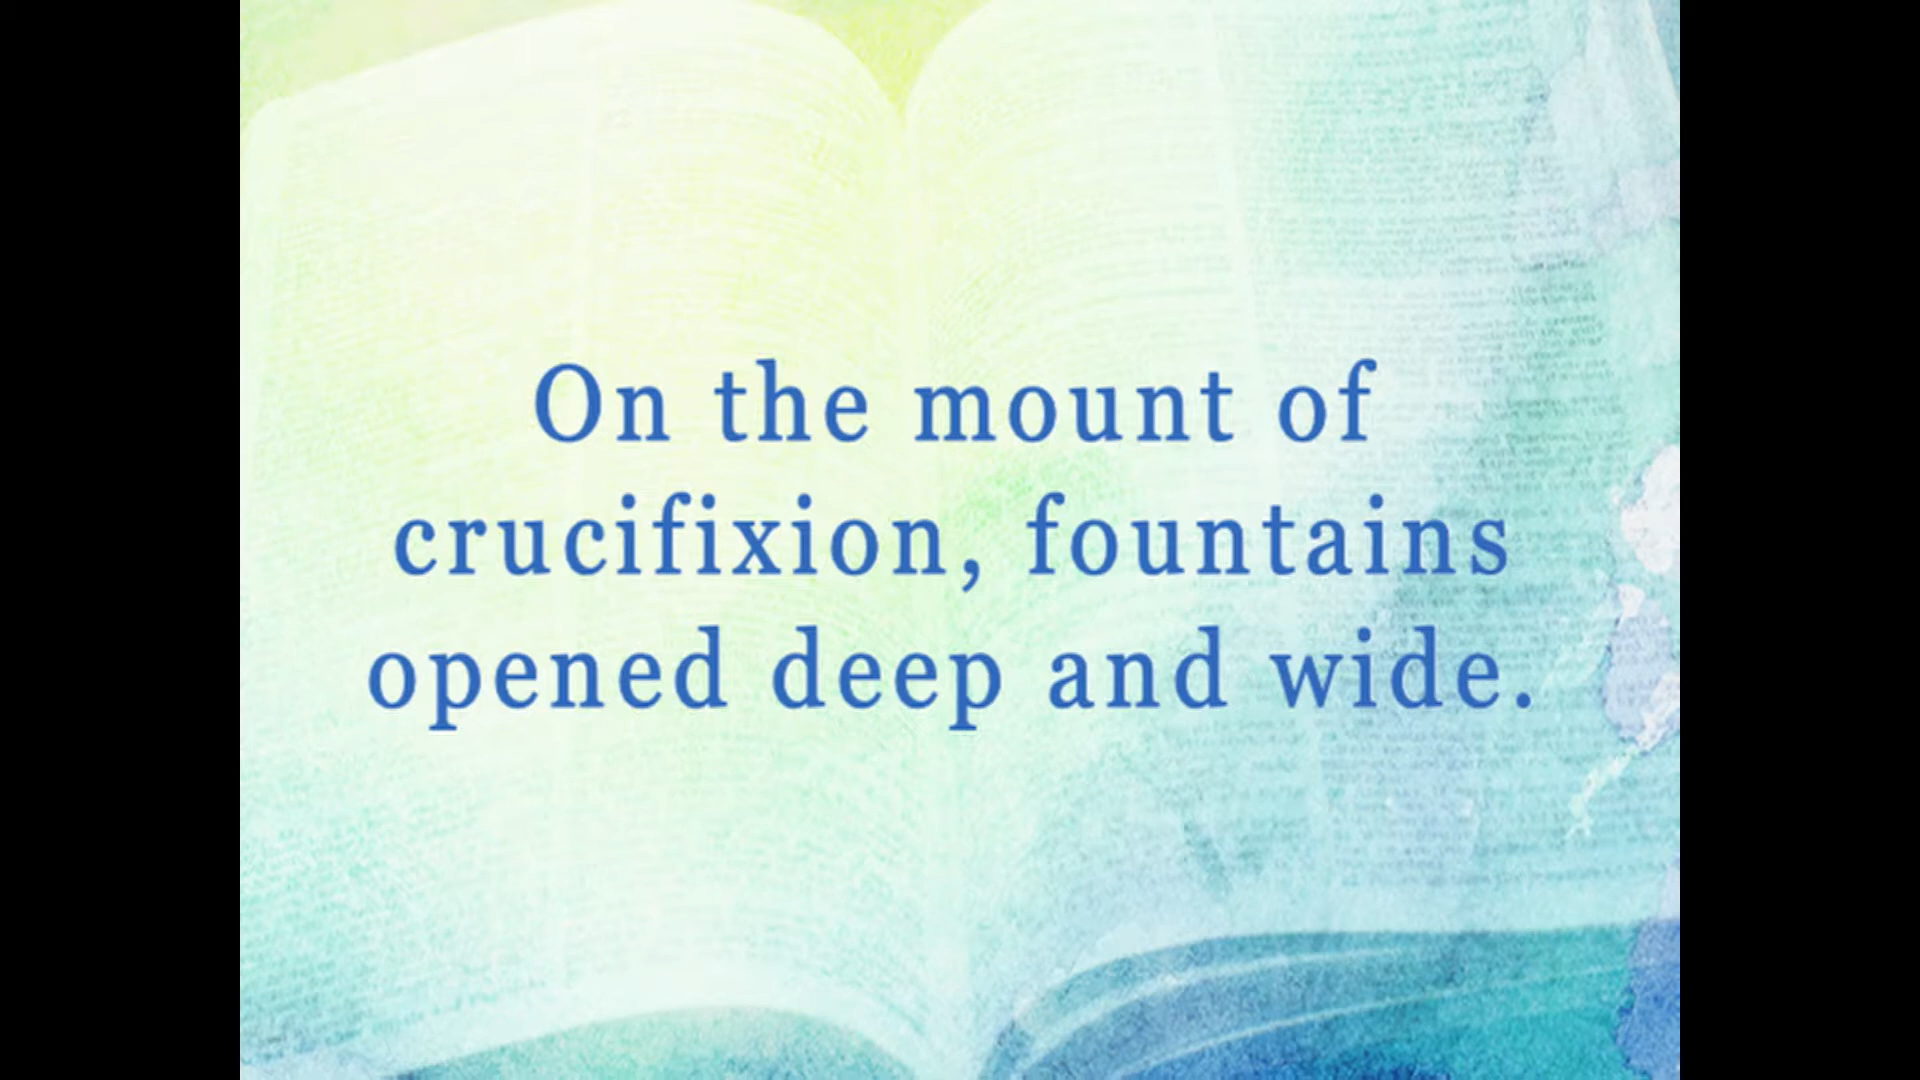 On the mount of
crucifixion, fountains
opened deep and wide.